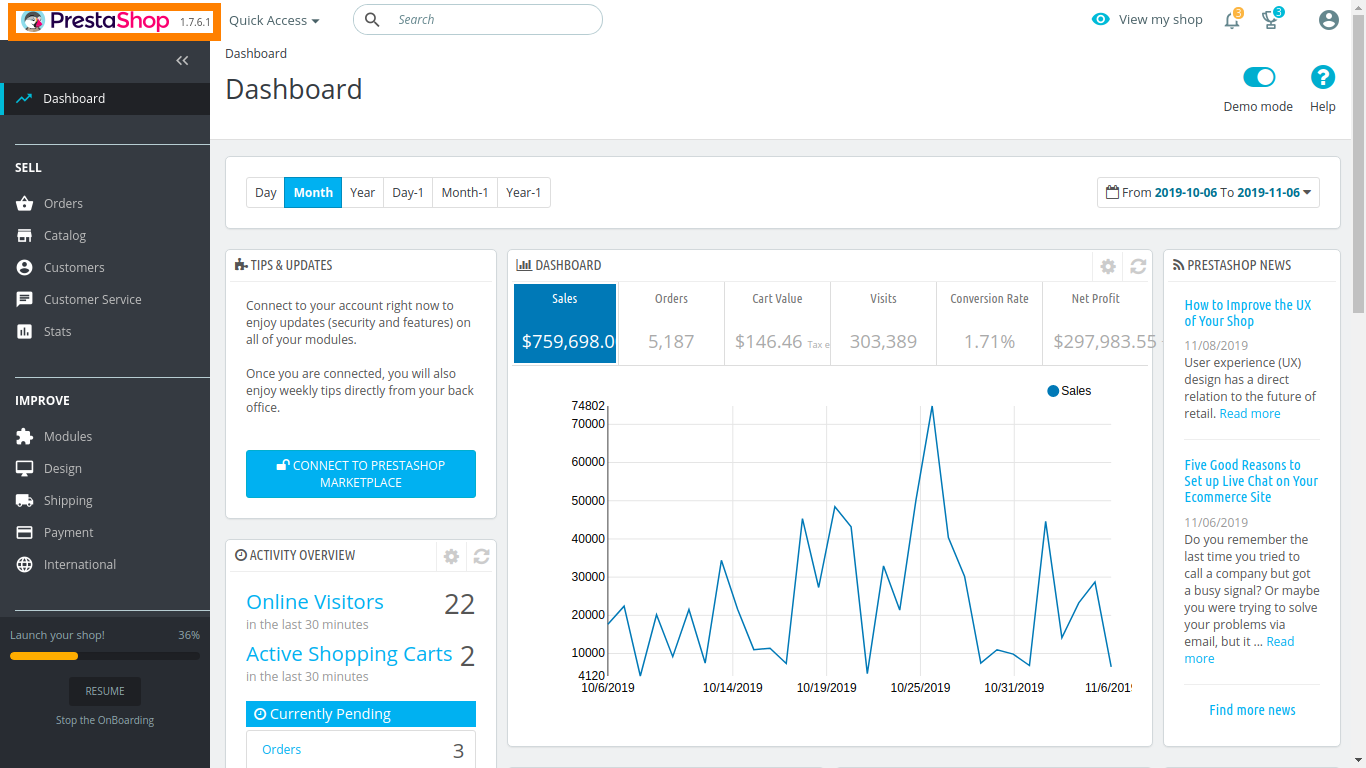 PrestaShop 1.7.6.1
Quick Access
Search
View my shop
3
3
Dashboard
Dashboard
Demo mode
Help
Dashboard
SELL
Orders
Catalog
Customers
Customer Service
Stats
IMPROVE
Modules
Design
Shipping
Payment
International
Launch your shop! 36%
RESUME
Stop the OnBoarding
Day Month Year Day-1 Month-1 Year-1
From 2019-10-06 To 2019-11-06
TIPS & UPDATES
Connect to your account right now to
enjoy updates (security and features) on
all of your modules.
Once you are connected, you will also
enjoy weekly tips directly from your back
office.
CONNECT TO PRESTASHOP
MARKETPLACE
ACTIVITY OVERVIEW
Online Visitors 22
in the last 30 minutes
Active Shopping Carts 2
in the last 30 minutes
Currently Pending
Orders 3
DASHBOARD
Sales Orders Cart Value Visits Conversion Rate Net Profit
$759,698.0 5,187 $146.46 Tax e 303,389 1.71% $297,983.55
Sales
74802
70000
60000
50000
40000
30000
20000
10000
4120
10/6/2019 10/14/2019 10/19/2019 10/25/2019 10/31/2019 11/6/201
PRESTASHOP NEWS
How to Improve the UX
of Your Shop
11/08/2019
User experience (UX)
design has a direct
relation to the future of
retail. Read more
Five Good Reasons to
Set up Live Chat on Your
Ecommerce Site
11/06/2019
Do you remember the
last time you tried to
call a company but got
a busy signal? Or maybe
you were trying to solve
your problems via
email, but it ... Read
more
Find more news